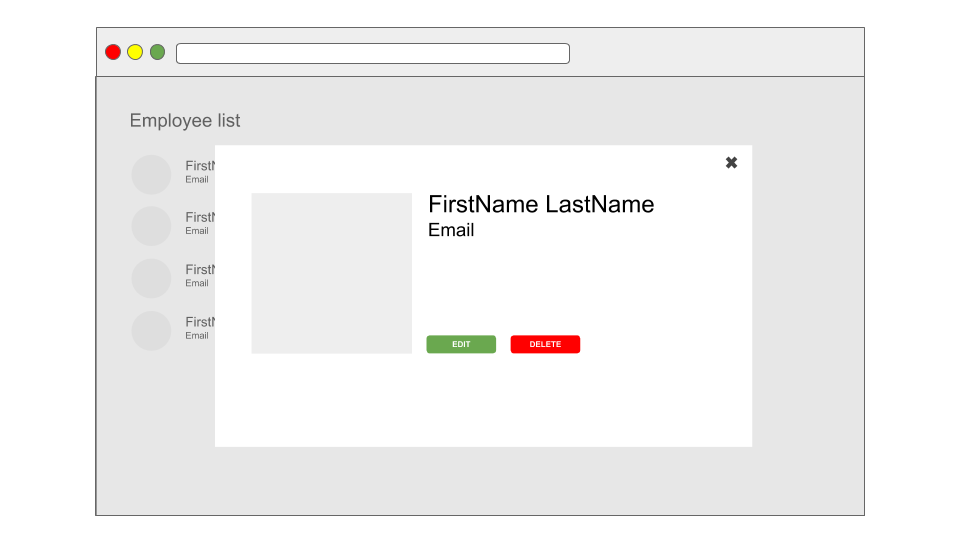 Employee list
FirstN
Email
FirstN
Email
FirstN
Email
FirstN
Email
FirstName LastName
Email
EDIT
DELETE